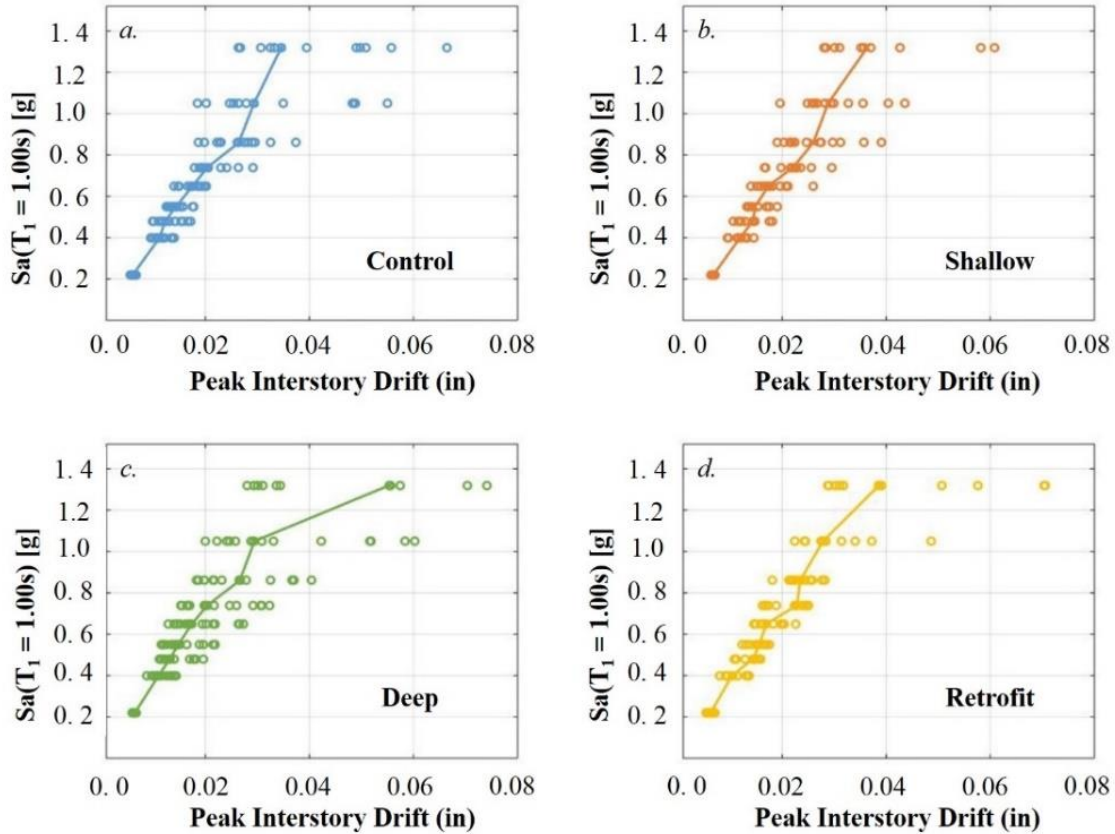 a.
1. 4
1.2
1.0
0.8
0.6
0.4
0.2
Sa(T1 = 1.00s) [g]
Control
0. 0 0.02 0.04 0.06 0.08
Peak Interstory Drift (in)
b.
1. 4
1.2
1.0
0.8
0.6
0.4
0.2
Sa(T1 = 1.00s) [g]
Shallow
0. 0 0.02 0.04 0.06 0.08
Peak Interstory Drift (in)
c.
1. 4
1.2
1.0
0.8
0.6
0.4
0.2
Sa(T1 = 1.00s) [g]
Deep
0. 0 0.02 0.04 0.06 0.08
Peak Interstory Drift (in)
d.
1. 4
1.2
1.0
0.8
0.6
0.4
0.2
Sa(T1 = 1.00s) [g]
Retrofit
0. 0 0.02 0.04 0.06 0.08
Peak Interstory Drift (in)